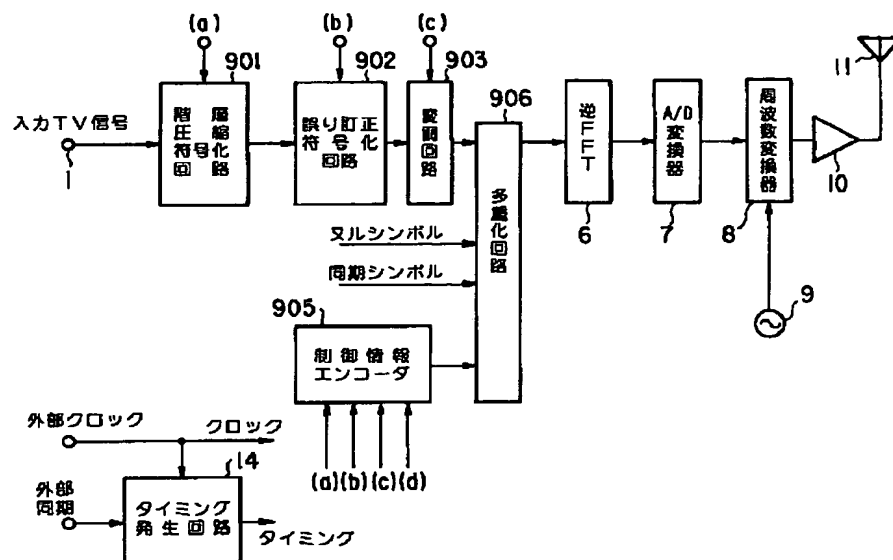 (a)
(b)
(c)
901
902
903
906
11
入力TV信号
1
階層
圧縮
符号化
回路
誤り訂正
符号化
回路
変調回路
逆FFT
A/D
変換器
周波数変換器
多重化回路
6
7
8
10
9
ヌルシンボル
同期シンボル
905
制御情報
エンコーダ
(a)(b)(c)(d)
外部クロック
クロック
14
外部
同期
タイミング
発生回路
タイミング